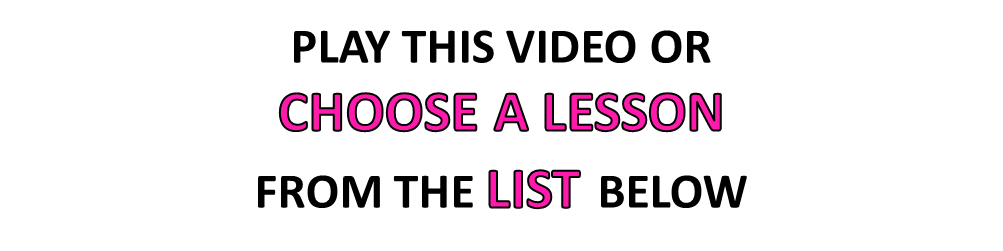 PLAY THIS VIDEO OR
CHOOSE A LESSON
FROM THE LIST BELOW